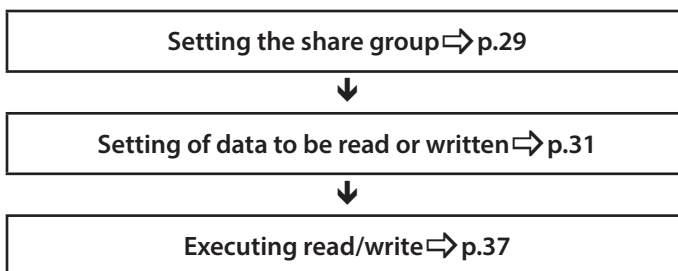 Setting the share group⇨p.29
Setting of data to be read or written⇨p.31
Executing read/write⇨p.37